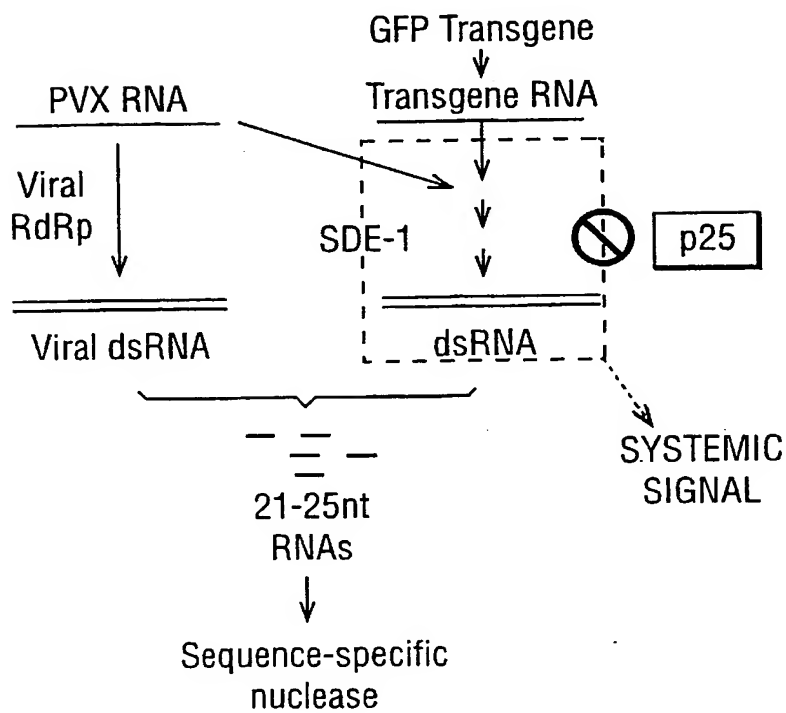 GFP Transgene
PVX RNA
Transgene RNA
Viral
RdRp
SDE-1
p25
Viral dsRNA
dsRNA
SYSTEMIC
SIGNAL
21-25nt
RNAs
Sequence-specific
nuclease